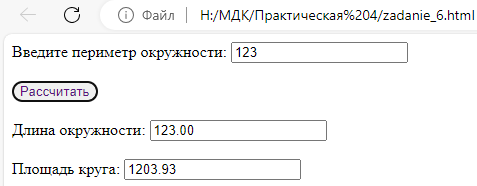 Файл H:/МДК/Практическая%204/zadanie_6.html
Введите периметр окружности: 123
Рассчитать
Длина окружности: 123.00
Площадь круга: 1203.93